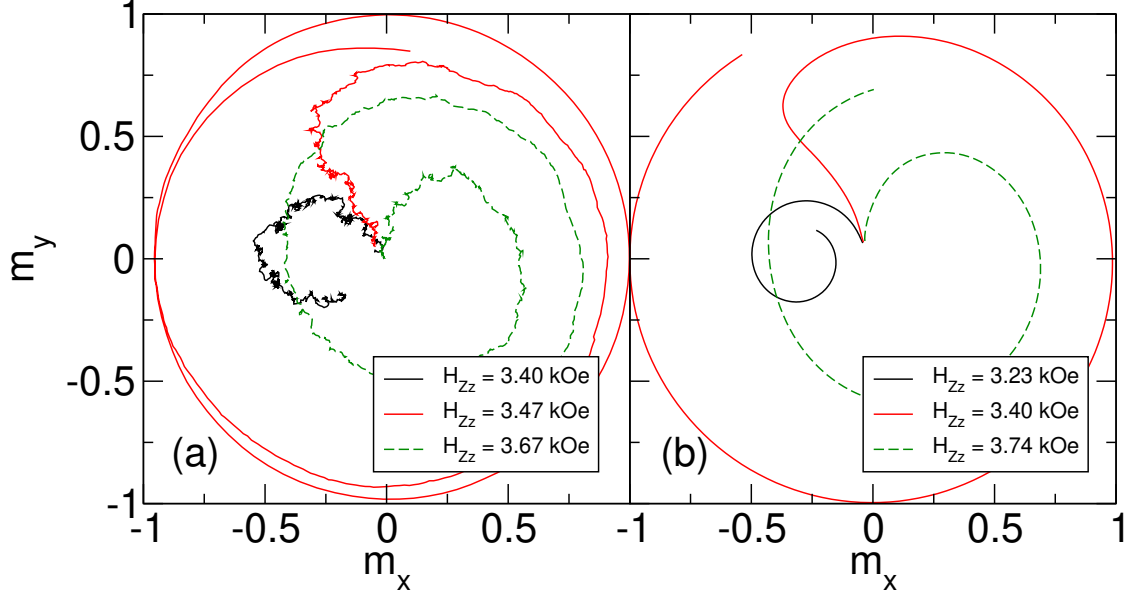 1
0.5
0
-0.5
-1
m_y
(a)
H_Zz = 3.40 kOe
H_Zz = 3.47 kOe
H_Zz = 3.67 kOe
(b)
H_Zz = 3.23 kOe
H_Zz = 3.40 kOe
H_Zz = 3.74 kOe
-1 -0.5 0 0.5 -1 -0.5 0 0.5 1
m_x m_x